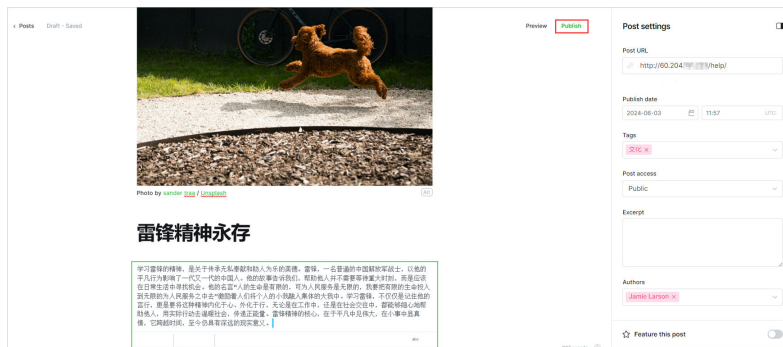 ‹ Posts
Draft - Saved
Preview
Publish
Photo by sander traa / Unsplash
Alt
雷锋精神永存
学习雷锋的精神，是关于传承无私奉献和助人为乐的美德。雷锋，一名普通的中国解放军战士，以他的
平凡行为影响了一代又一代的中国人。他的故事告诉我们，帮助他人并不需要等待重大时刻，而是应该
在日常生活中寻找机会。他的名言"人的生命是有限的，可为人民服务是无限的，我要把有限的生命投入
到无限的为人民服务之中去"激励着人们将个人的小我融入集体的大我中。学习雷锋，不仅仅是记住他的
言行，更是要将这种精神内化于心、外化于行。无论是在工作中，还是在社会交往中，都能够细心地帮
助他人，用实际行动去温暖社会，传递正能量。雷锋精神的核心，在于平凡中见伟大，在小事中显真
情，它跨越时间，至今仍具有深远的现实意义。
Post settings
Post URL
http://60.204.
/help/
Publish date
2024-06-03
11:57
UTC
Tags
文化 ×
Post access
Public
Excerpt
Authors
Jamie Larson ×
Feature this post